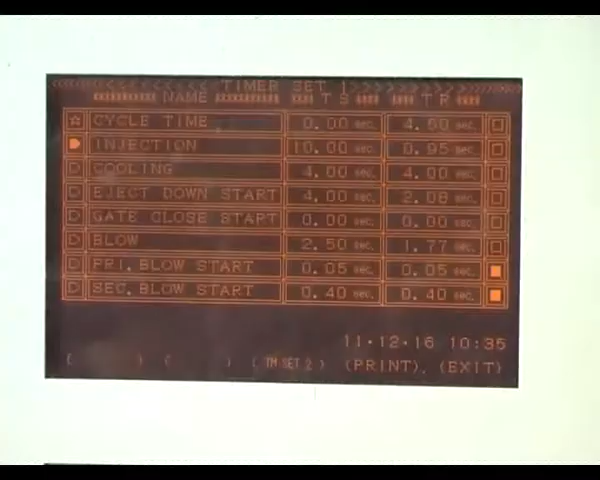 TIMER SET 1
NAME TS TR
CYCLE TIME 0.00 sec. 4.60 sec.
INJECTION 10.00 sec. 0.95 sec.
COOLING 4.00 sec. 4.00 sec.
EJECT DOWN START 4.00 sec. 2.08 sec.
GATE CLOSE START 0.00 sec. 0.00 sec.
BLOW 2.50 sec. 1.77 sec.
PRI. BLOW START 0.05 sec. 0.05 sec.
SEC. BLOW START 0.40 sec. 0.40 sec.
11·12·16 10:35
( ) ( ) ( TM SET 2 ) (PRINT). (EXIT)